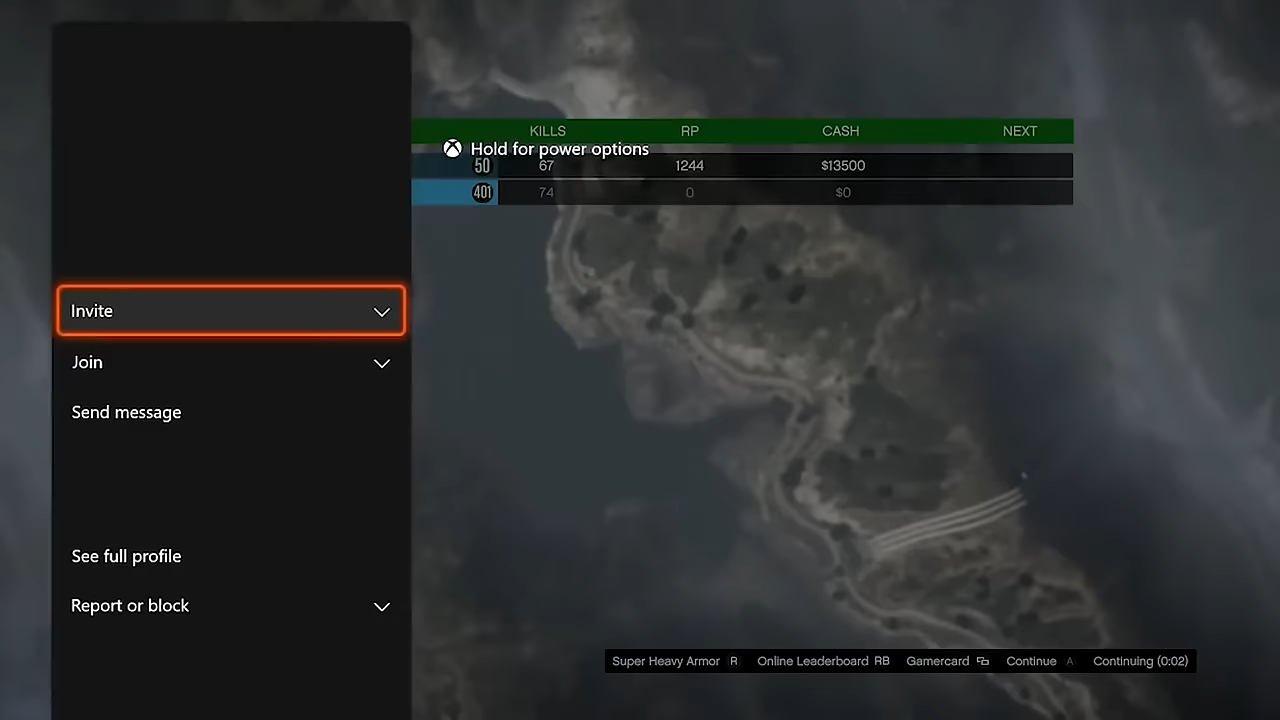 KILLS RP CASH NEXT
Hold for power options
50 67 1244 $13500
401 74 0 $0
Invite
Join
Send message
See full profile
Report or block
Super Heavy Armor R Online Leaderboard RB Gamercard Continue A Continuing (0:02)